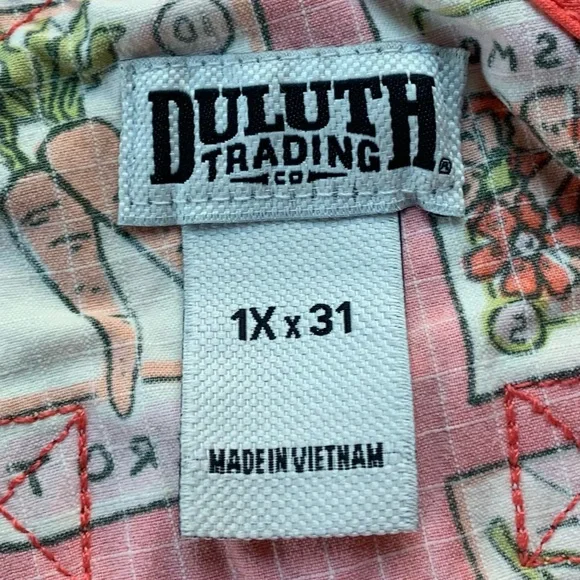 DULUTH
TRADING
CO
®
1X x 31
MADE IN VIETNAM